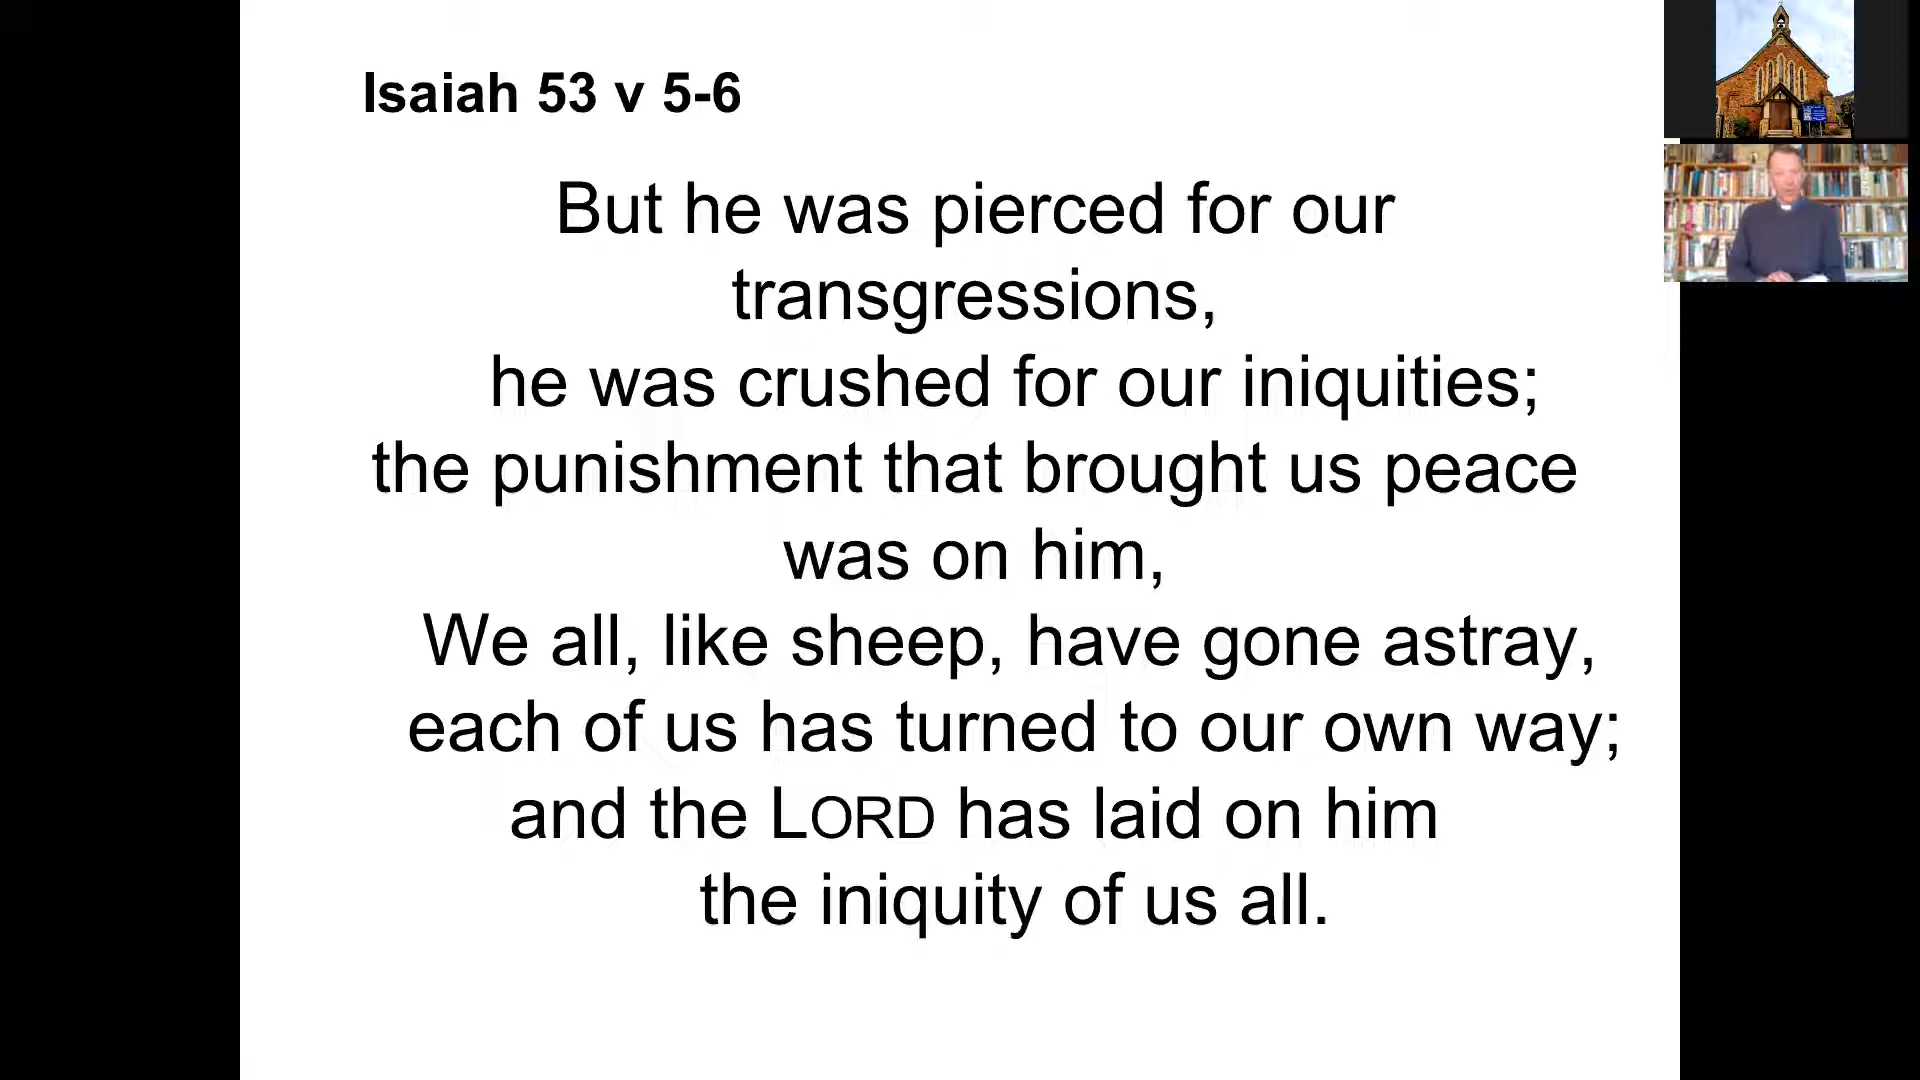 Isaiah 53 v 5-6
But he was pierced for our
transgressions,
he was crushed for our iniquities;
the punishment that brought us peace
was on him,
We all, like sheep, have gone astray,
each of us has turned to our own way;
and the LORD has laid on him
the iniquity of us all.